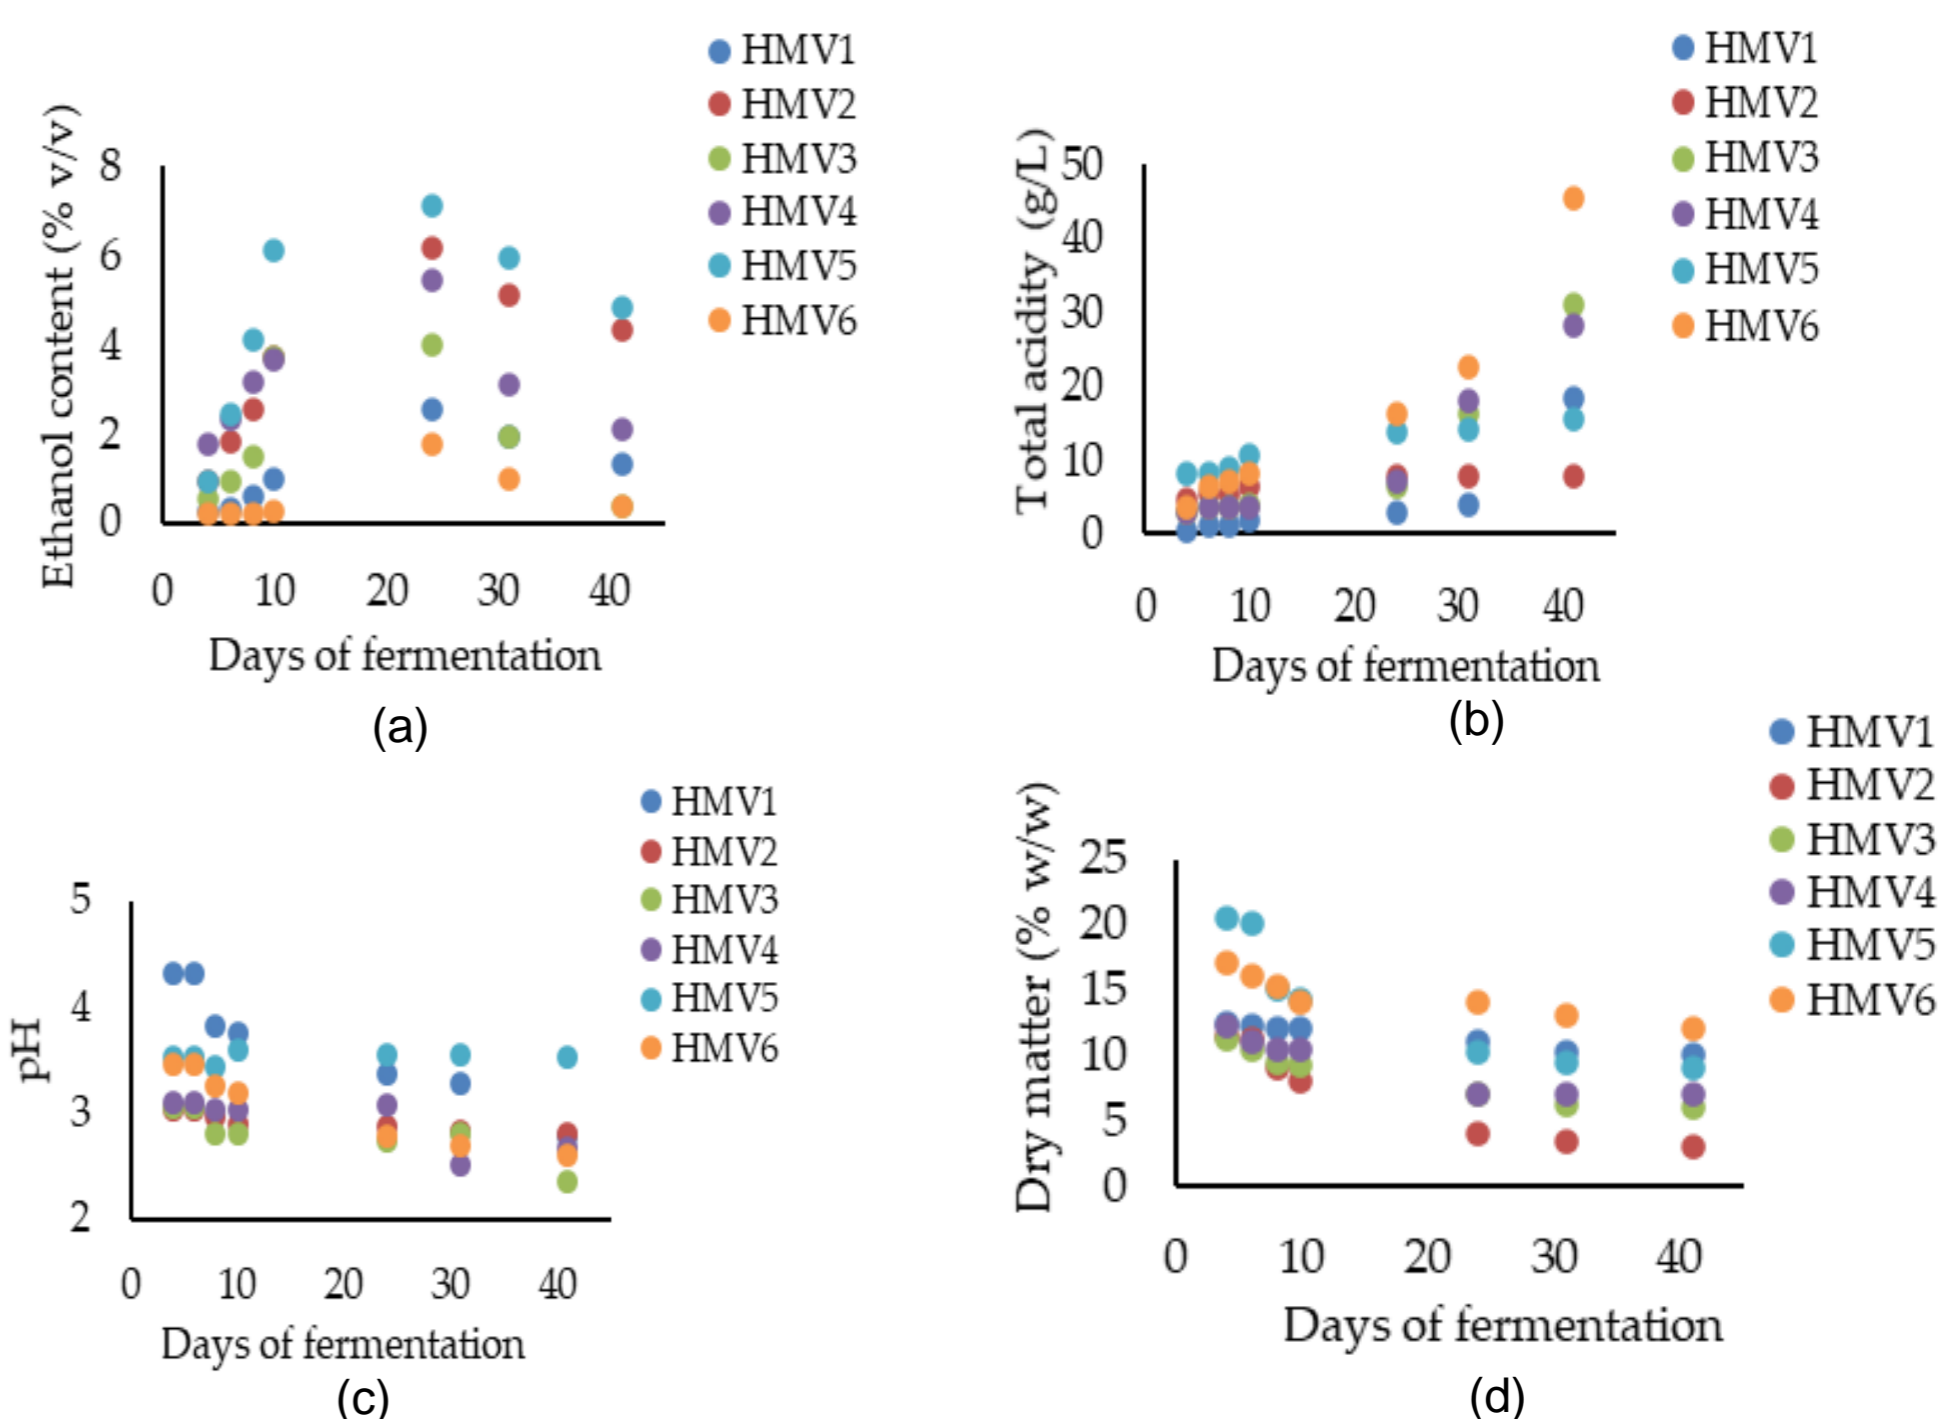 HMV1
HMV2
HMV3
HMV4
HMV5
HMV6
Ethanol content (% v/v)
8
6
4
2
0
0 10 20 30 40
Days of fermentation
(a)
HMV1
HMV2
HMV3
HMV4
HMV5
HMV6
Total acidity (g/L)
50
40
30
20
10
0
0 10 20 30 40
Days of fermentation
(b)
HMV1
HMV2
HMV3
HMV4
HMV5
HMV6
pH
5
4
3
2
0 10 20 30 40
Days of fermentation
(c)
HMV1
HMV2
HMV3
HMV4
HMV5
HMV6
Dry matter (% w/w)
25
20
15
10
5
0
0 10 20 30 40
Days of fermentation
(d)